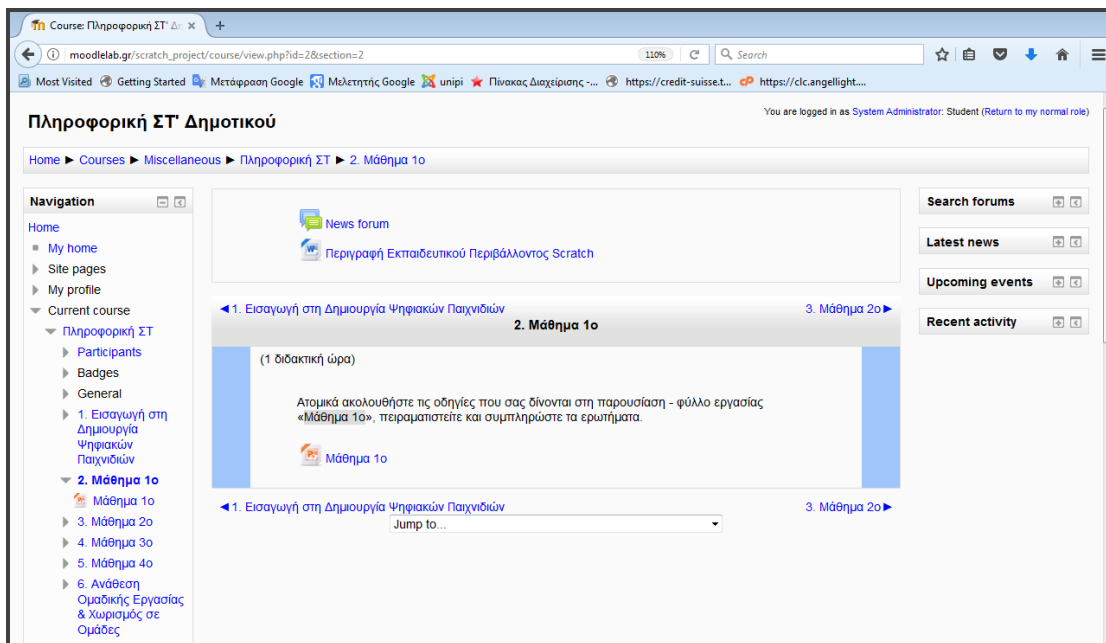 Course: Πληροφορική ΣΤ' Δη
moodlelab.gr/scratch_project/course/view.php?id=2&section=2
110%
Search
Most Visited Getting Started Μετάφραση Google Μελετητής Google unipi Πίνακας Διαχείρισης -... https://credit-suisse.t... https://clc.angellight....
Πληροφορική ΣΤ' Δημοτικού
You are logged in as System Administrator: Student (Return to my normal role)
Home ► Courses ► Miscellaneous ► Πληροφορική ΣΤ ► 2. Μάθημα 1ο
Navigation
Home
My home
Site pages
My profile
Current course
Πληροφορική ΣΤ
Participants
Badges
General
1. Εισαγωγή στη
Δημιουργία
Ψηφιακών
Παιχνιδιών
2. Μάθημα 1ο
Μάθημα 1ο
3. Μάθημα 2ο
4. Μάθημα 3ο
5. Μάθημα 4ο
6. Ανάθεση
Ομαδικής Εργασίας
& Χωρισμός σε
Ομάδες
News forum
Περιγραφή Εκπαιδευτικού Περιβάλλοντος Scratch
◄1. Εισαγωγή στη Δημιουργία Ψηφιακών Παιχνιδιών
3. Μάθημα 2ο►
2. Μάθημα 1ο
(1 διδακτική ώρα)
Ατομικά ακολουθήστε τις οδηγίες που σας δίνονται στη παρουσίαση - φύλλο εργασίας
«Μάθημα 1ο», πειραματιστείτε και συμπληρώστε τα ερωτήματα.
Μάθημα 1ο
◄1. Εισαγωγή στη Δημιουργία Ψηφιακών Παιχνιδιών
3. Μάθημα 2ο►
Jump to...
Search forums
Latest news
Upcoming events
Recent activity